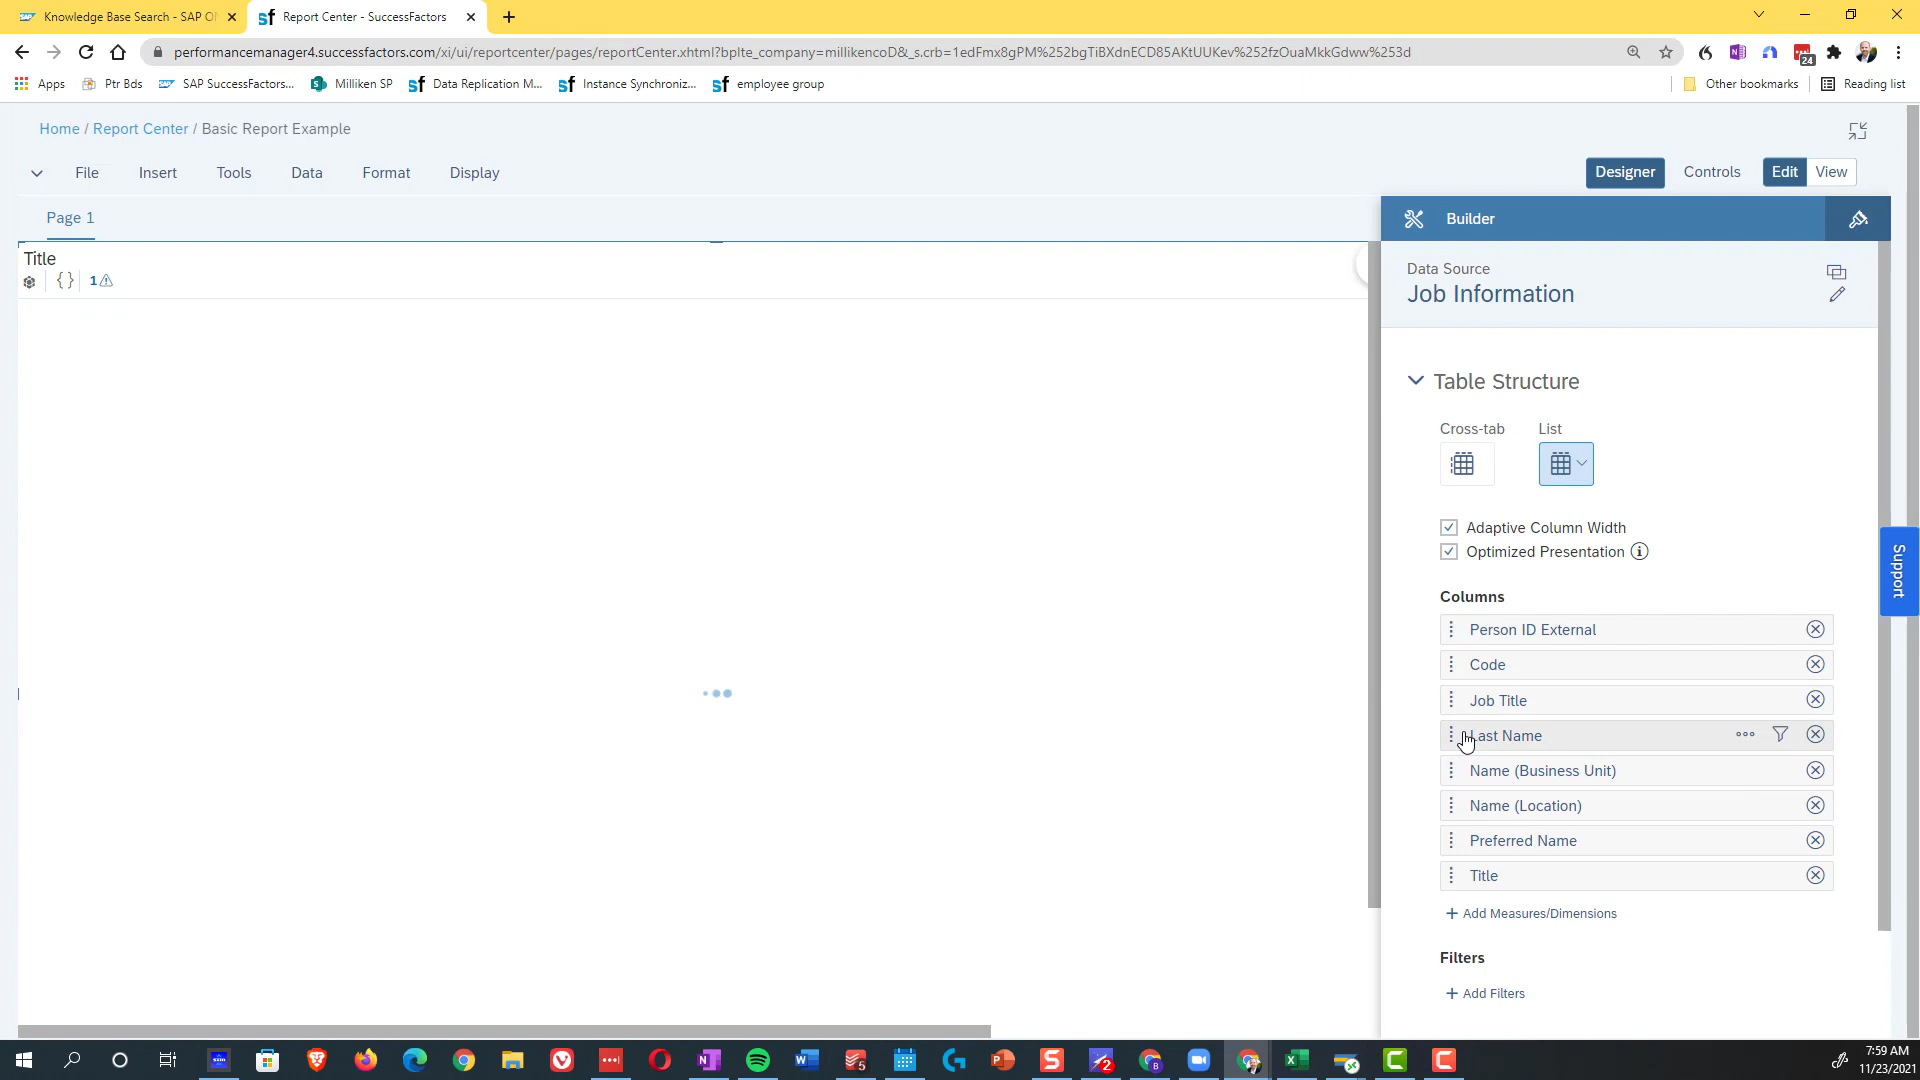 Knowledge Base Search - SAP O
Report Center - SuccessFactors
performancemanager4.successfactors.com/xi/ui/reportcenter/pages/reportCenter.xhtml?bplte_company=millikencoD&_s.crb=1edFmx8gPM%252bgTiBXdnECD85AKtUUKev%252fzOuaMkkGdww%253d
24
Apps
Ptr Bds
SAP SuccessFactors...
Milliken SP
Data Replication M...
Instance Synchroniz...
employee group
Other bookmarks
Reading list
Home / Report Center / Basic Report Example
File
Insert
Tools
Data
Format
Display
Designer
Controls
Edit
View
Page 1
Builder
Title
{ }
1
Data Source
Job Information
Table Structure
Cross-tab
List
Adaptive Column Width
Optimized Presentation
Columns
Person ID External
Code
Job Title
Last Name
Name (Business Unit)
Name (Location)
Preferred Name
Title
+ Add Measures/Dimensions
Filters
+ Add Filters
Support
5
2
7:59 AM
11/23/2021